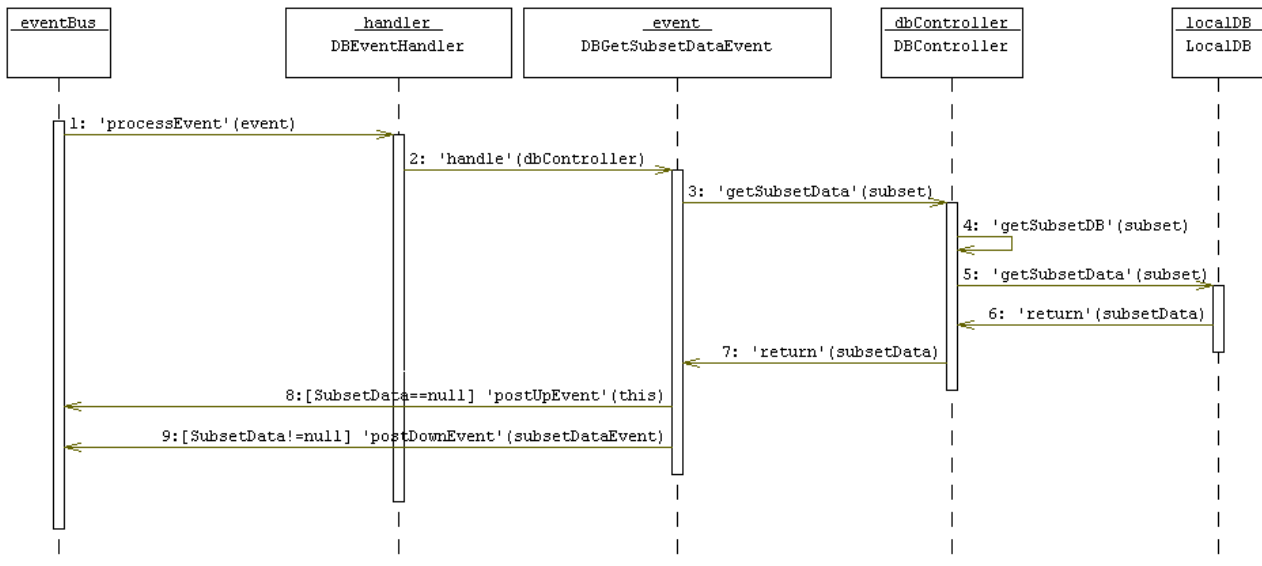 eventBus
handler
DBEventHandler
event
DBGetSubsetDataEvent
dbController
DBController
localDB
LocalDB
1: 'processEvent'(event)
2: 'handle'(dbController)
3: 'getSubsetData'(subset)
4: 'getSubsetDB'(subset)
5: 'getSubsetData'(subset)
6: 'return'(subsetData)
7: 'return'(subsetData)
8:[SubsetData==null] 'postUpEvent'(this)
9:[SubsetData!=null] 'postDownEvent'(subsetDataEvent)